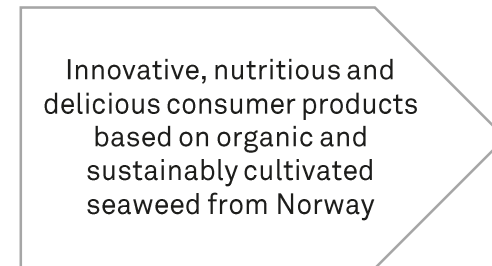 Innovative, nutritious and
delicious consumer products
based on organic and
sustainably cultivated
seaweed from Norway